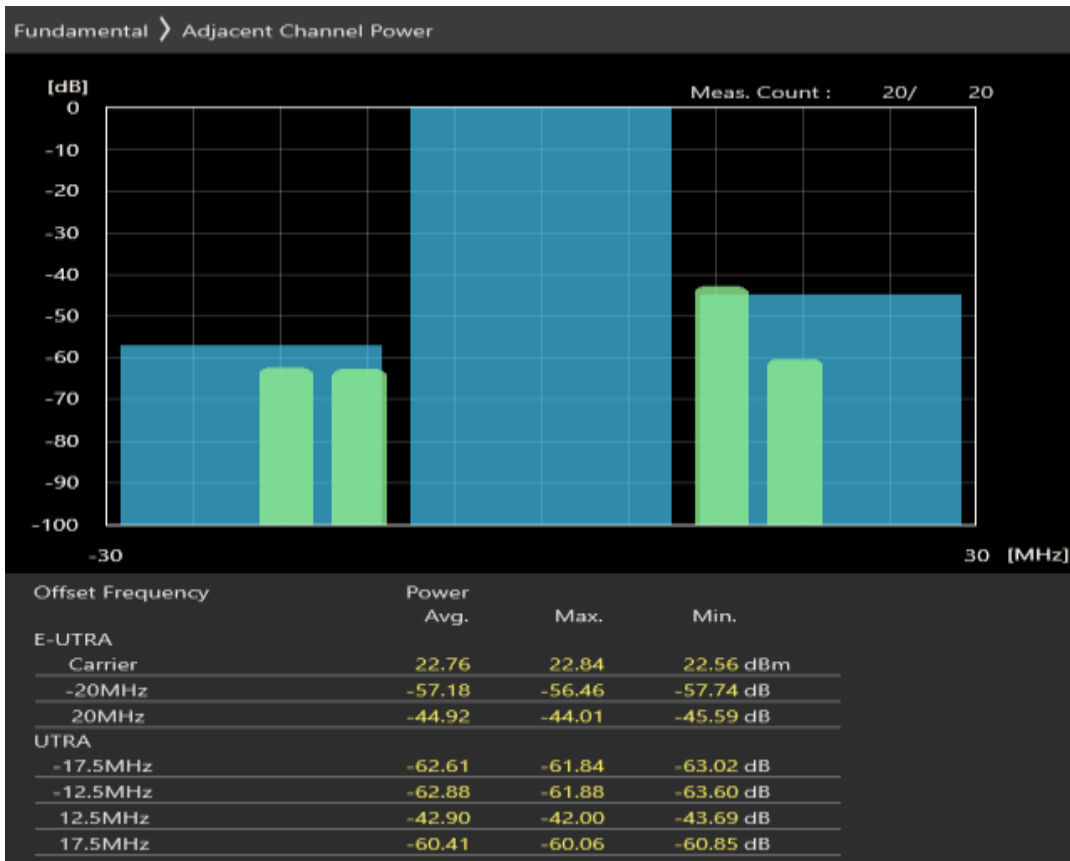 Fundamental 〉 Adjacent Channel Power
[dB]
Meas. Count : 20/ 20
0
-10
-20
-30
-40
-50
-60
-70
-80
-90
-100
-30 30 [MHz]
Offset Frequency Power
Avg. Max. Min.
E-UTRA
Carrier 22.76 22.84 22.56 dBm
-20MHz -57.18 -56.46 -57.74 dB
20MHz -44.92 -44.01 -45.59 dB
UTRA
-17.5MHz -62.61 -61.84 -63.02 dB
-12.5MHz -62.88 -61.88 -63.60 dB
12.5MHz -42.90 -42.00 -43.69 dB
17.5MHz -60.41 -60.06 -60.85 dB